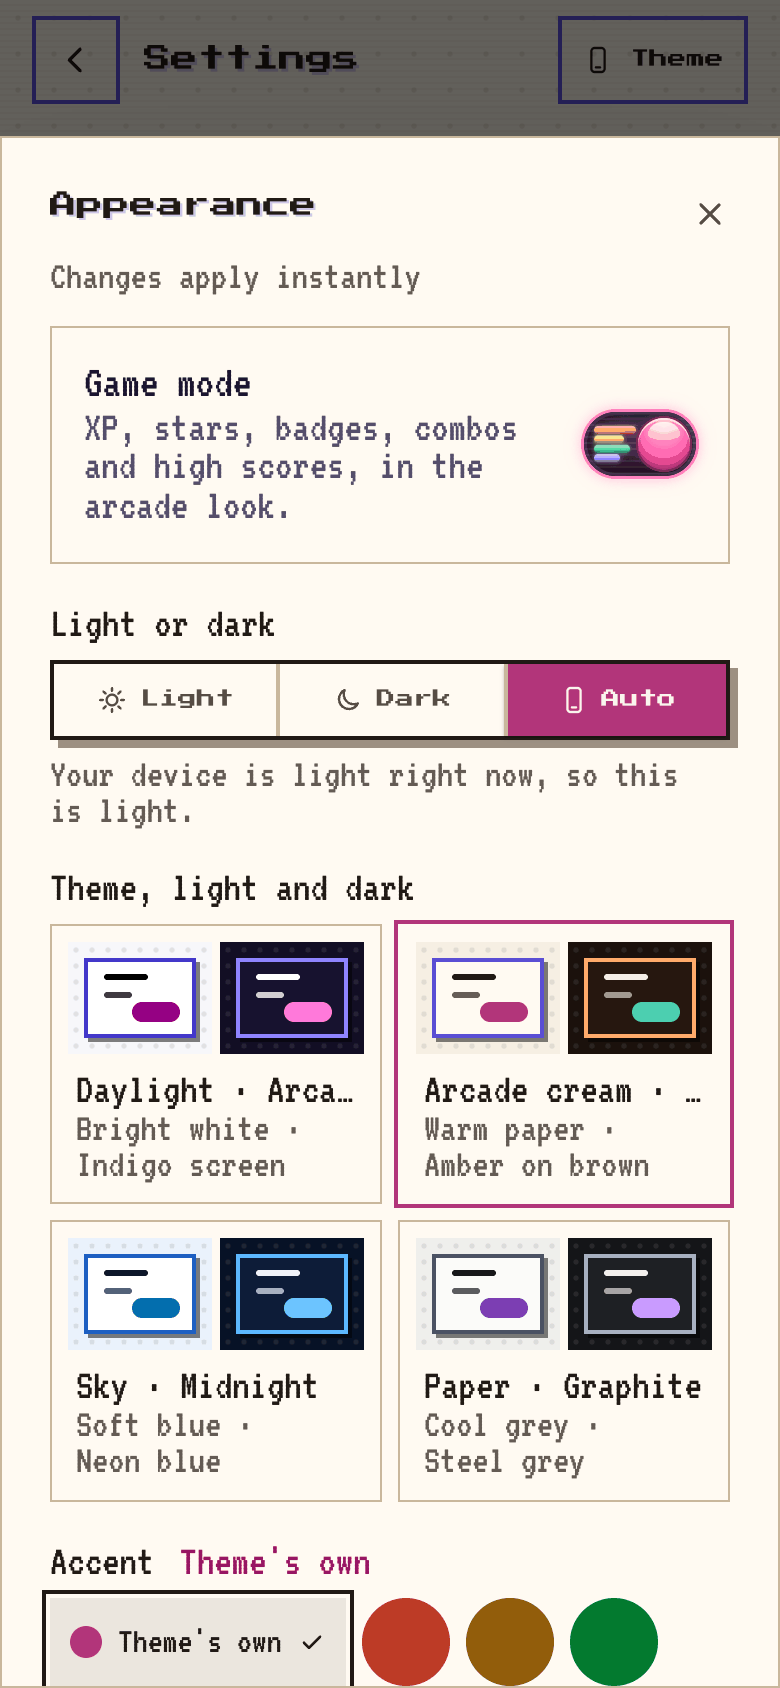 Settings
Theme
Appearance
Changes apply instantly
Game mode
XP, stars, badges, combos
and high scores, in the
arcade look.
Light or dark
Light
Dark
Auto
Your device is light right now, so this
is light.
Theme, light and dark
Daylight · Arca…
Bright white ·
Indigo screen
Arcade cream · …
Warm paper ·
Amber on brown
Sky · Midnight
Soft blue ·
Neon blue
Paper · Graphite
Cool grey ·
Steel grey
Accent Theme's own
Theme's own